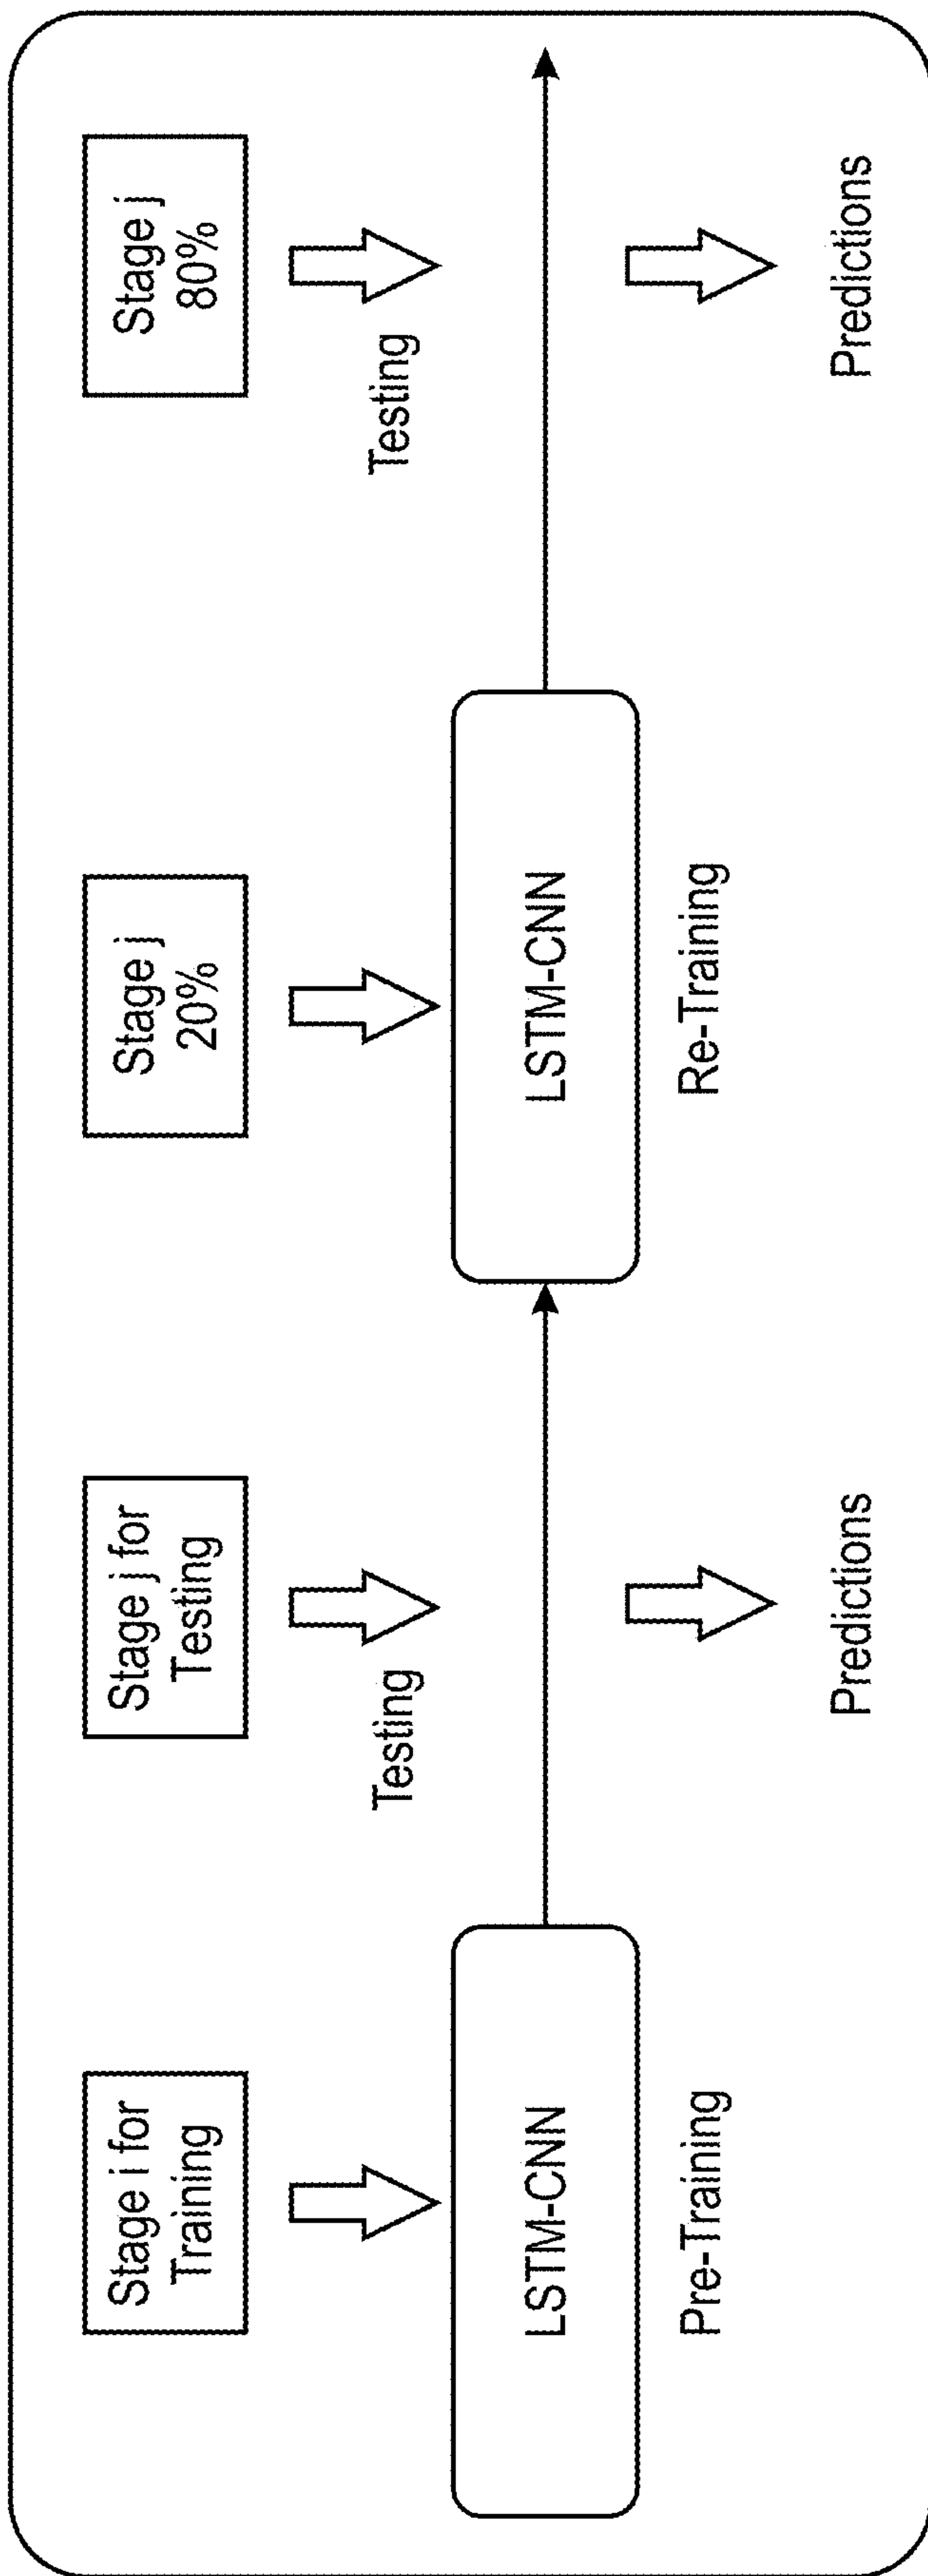 Stage i for
Training
LSTM-CNN
Pre-Training
Stage j for
Testing
Testing
Predictions
Stage j
20%
LSTM-CNN
Re-Training
Stage j
80%
Testing
Predictions